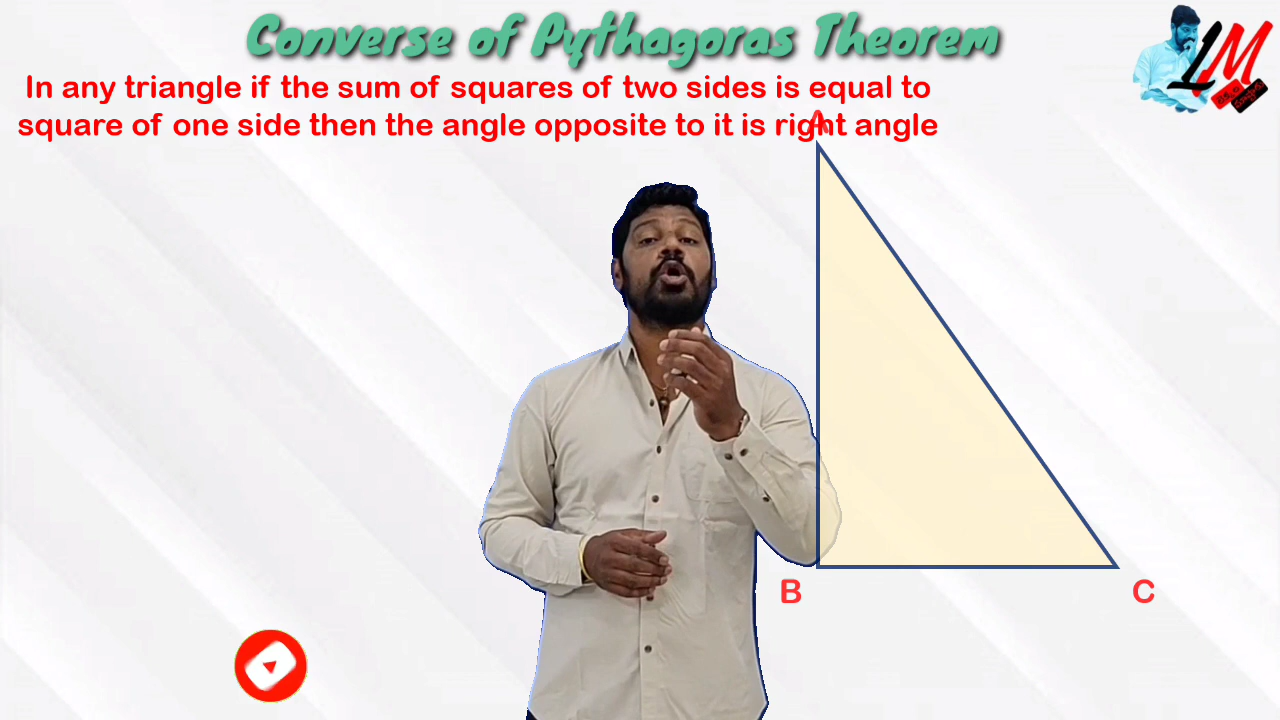 Converse of Pythagoras Theorem
In any triangle if the sum of squares of two sides is equal to
square of one side then the angle opposite to it is right angle
A
B
C
LM